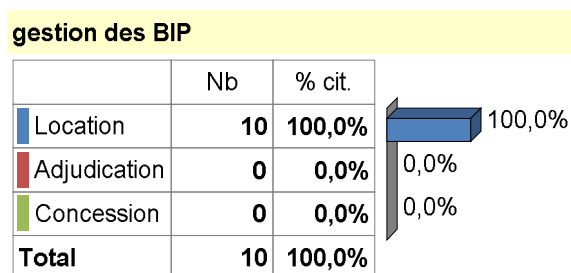 gestion des BIP
Nb % cit.
Location 10 100,0% 100,0%
Adjudication 0 0,0% 0,0%
Concession 0 0,0% 0,0%
Total 10 100,0%